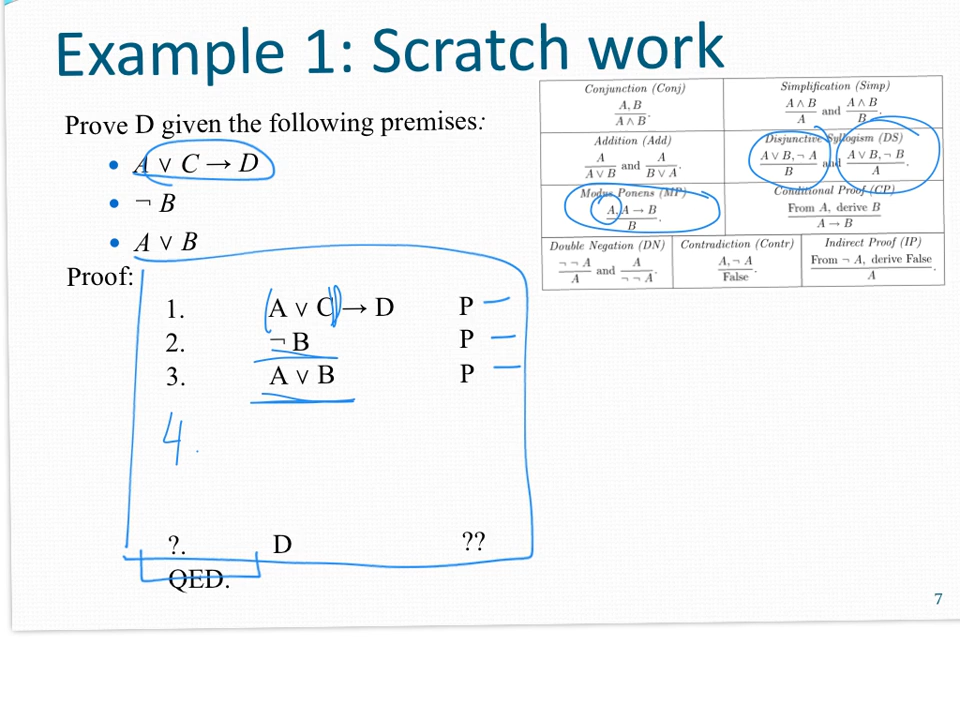 Example 1: Scratch work
Prove D given the following premises:
• A ∨ C → D
• ¬ B
• A ∨ B
Proof:
1. (A ∨ C) → D P
2. ¬ B P
3. A ∨ B P
4.
?. D ??
QED.
Conjunction (Conj)
A, B
A ∧ B
Simplification (Simp)
A ∧ B and A ∧ B
A B
Addition (Add)
A and A
A ∨ B B ∨ A
Disjunctive Syllogism (DS)
A ∨ B, ¬ A and A ∨ B, ¬ B
B A
Modus Ponens (MP)
A, A → B
B
Conditional Proof (CP)
From A, derive B
A → B
Double Negation (DN)
¬ ¬ A and A
A ¬ ¬ A
Contradiction (Contr)
A, ¬ A
False
Indirect Proof (IP)
From ¬ A, derive False
A
7